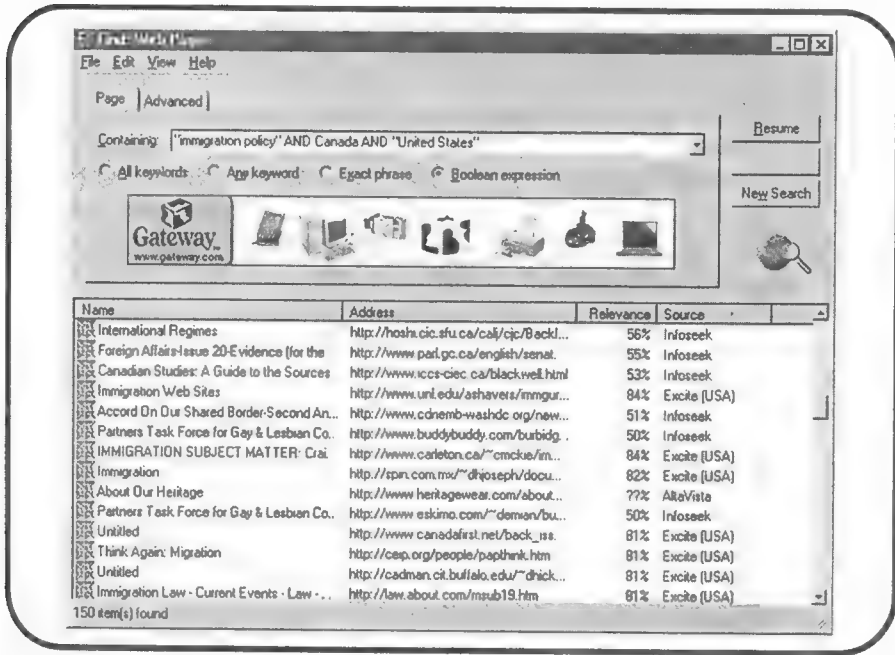 Find: Web Pages
File Edit View Help
Page Advanced
Containing: "immigration policy" AND Canada AND "United States"
All keywords Any keyword Exact phrase Boolean expression
Resume
New Search
Gateway
www.gateway.com
Name Address Relevance Source
International Regimes http://hoshi.cic.sfu.ca/calj/cjc/BackI... 56% Infoseek
Foreign Affairs-Issue 20-Evidence (for the http://www.parl.gc.ca/english/senat. 55% Infoseek
Canadian Studies: A Guide to the Sources http://www.iccs-ciec.ca/blackwell.html 53% Infoseek
Immigration Web Sites http://www.unl.edu/ashavers/immgur... 84% Excite (USA)
Accord On Our Shared Border-Second An... http://www.cdnemb-washdc.org/new... 51% Infoseek
Partners Task Force for Gay & Lesbian Co.. http://www.buddybuddy.com/burbidg. . 50% Infoseek
IMMIGRATION SUBJECT MATTER: Crai. http://www.carleton.ca/~cmckie/im... 84% Excite (USA)
Immigration http://spin.com.mx/~dhjoseph/docu... 82% Excite (USA)
About Our Heritage http://www.heritagewear.com/about... ??% AltaVista
Partners Task Force for Gay & Lesbian Co.. http://www.eskimo.com/~demian/bu... 50% Infoseek
Untitled http://www.canadafirst.net/back_iss. 81% Excite (USA)
Think Again: Migration http://ceip.org/people/papthink.htm 81% Excite (USA)
Untitled http://cadman.cit.buffalo.edu/~dhick... 81% Excite (USA)
Immigration Law - Current Events - Law - . . http://law.about.com/msub19.htm 81% Excite (USA)
150 item(s) found